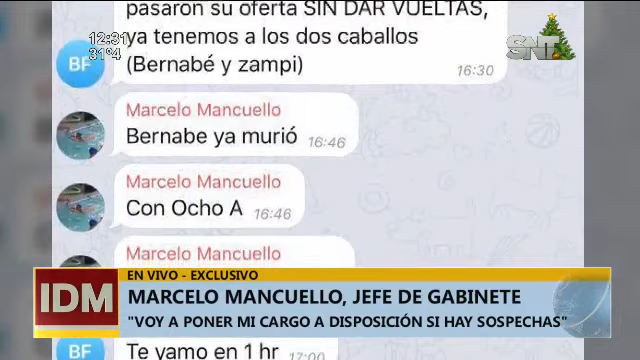 pasaron su oferta SIN DAR VUELTAS,
ya tenemos a los dos caballos
(Bernabé y zampi)
16:30
BF
12:31
31°4
SNT
Marcelo Mancuello
Bernabe ya murió 16:46
Marcelo Mancuello
Con Ocho A 16:46
Marcelo Mancuello
EN VIVO - EXCLUSIVO
IDM
MARCELO MANCUELLO, JEFE DE GABINETE
"VOY A PONER MI CARGO A DISPOSICIÓN SI HAY SOSPECHAS"
BF
Te yamo en 1 hr 17:00